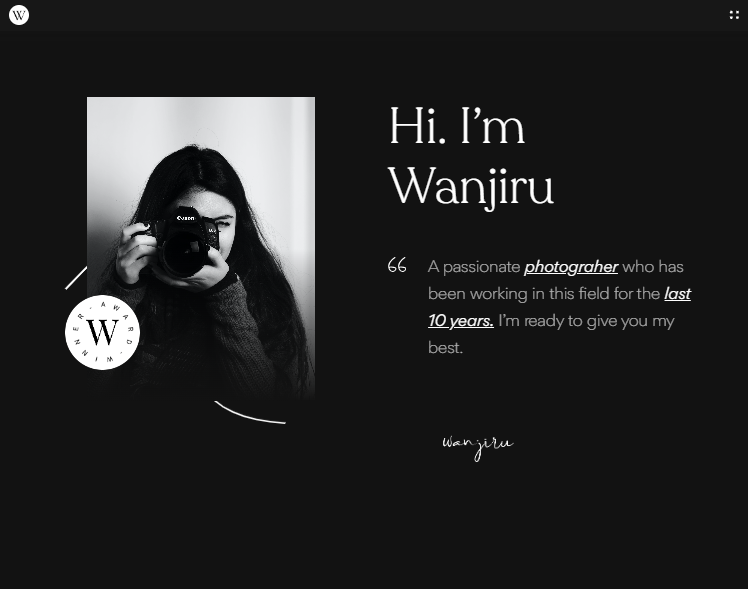 W
Hi. I’m
Wanjiru
Canon
W
AWARD · WINNER ·
“ A passionate photograher who has
been working in this field for the last
10 years. I’m ready to give you my
best.
wanjiru